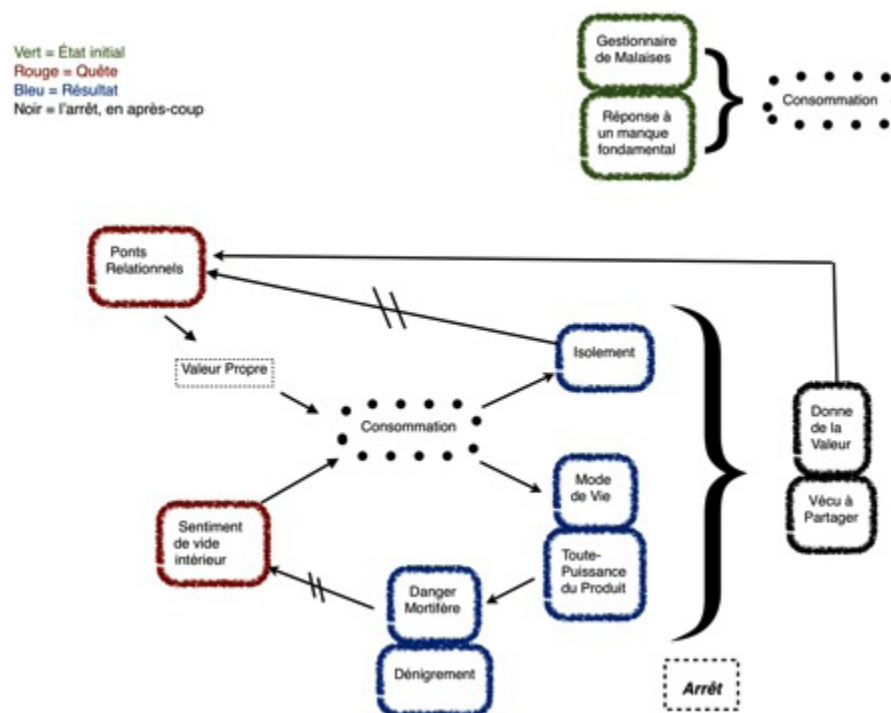 Vert = État initial
Rouge = Quête
Bleu = Résultat
Noir = l'arrêt, en après-coup
Gestionnaire
de Malaises
Réponse à
un manque
fondamental
Consommation
Ponts
Relationnels
Valeur Propre
Isolement
Consommation
Donne
de la
Valeur
Mode
de Vie
Vécu à
Partager
Sentiment
de vide
intérieur
Toute-
Puissance
du Produit
Danger
Mortifère
Dénigrement
Arrêt